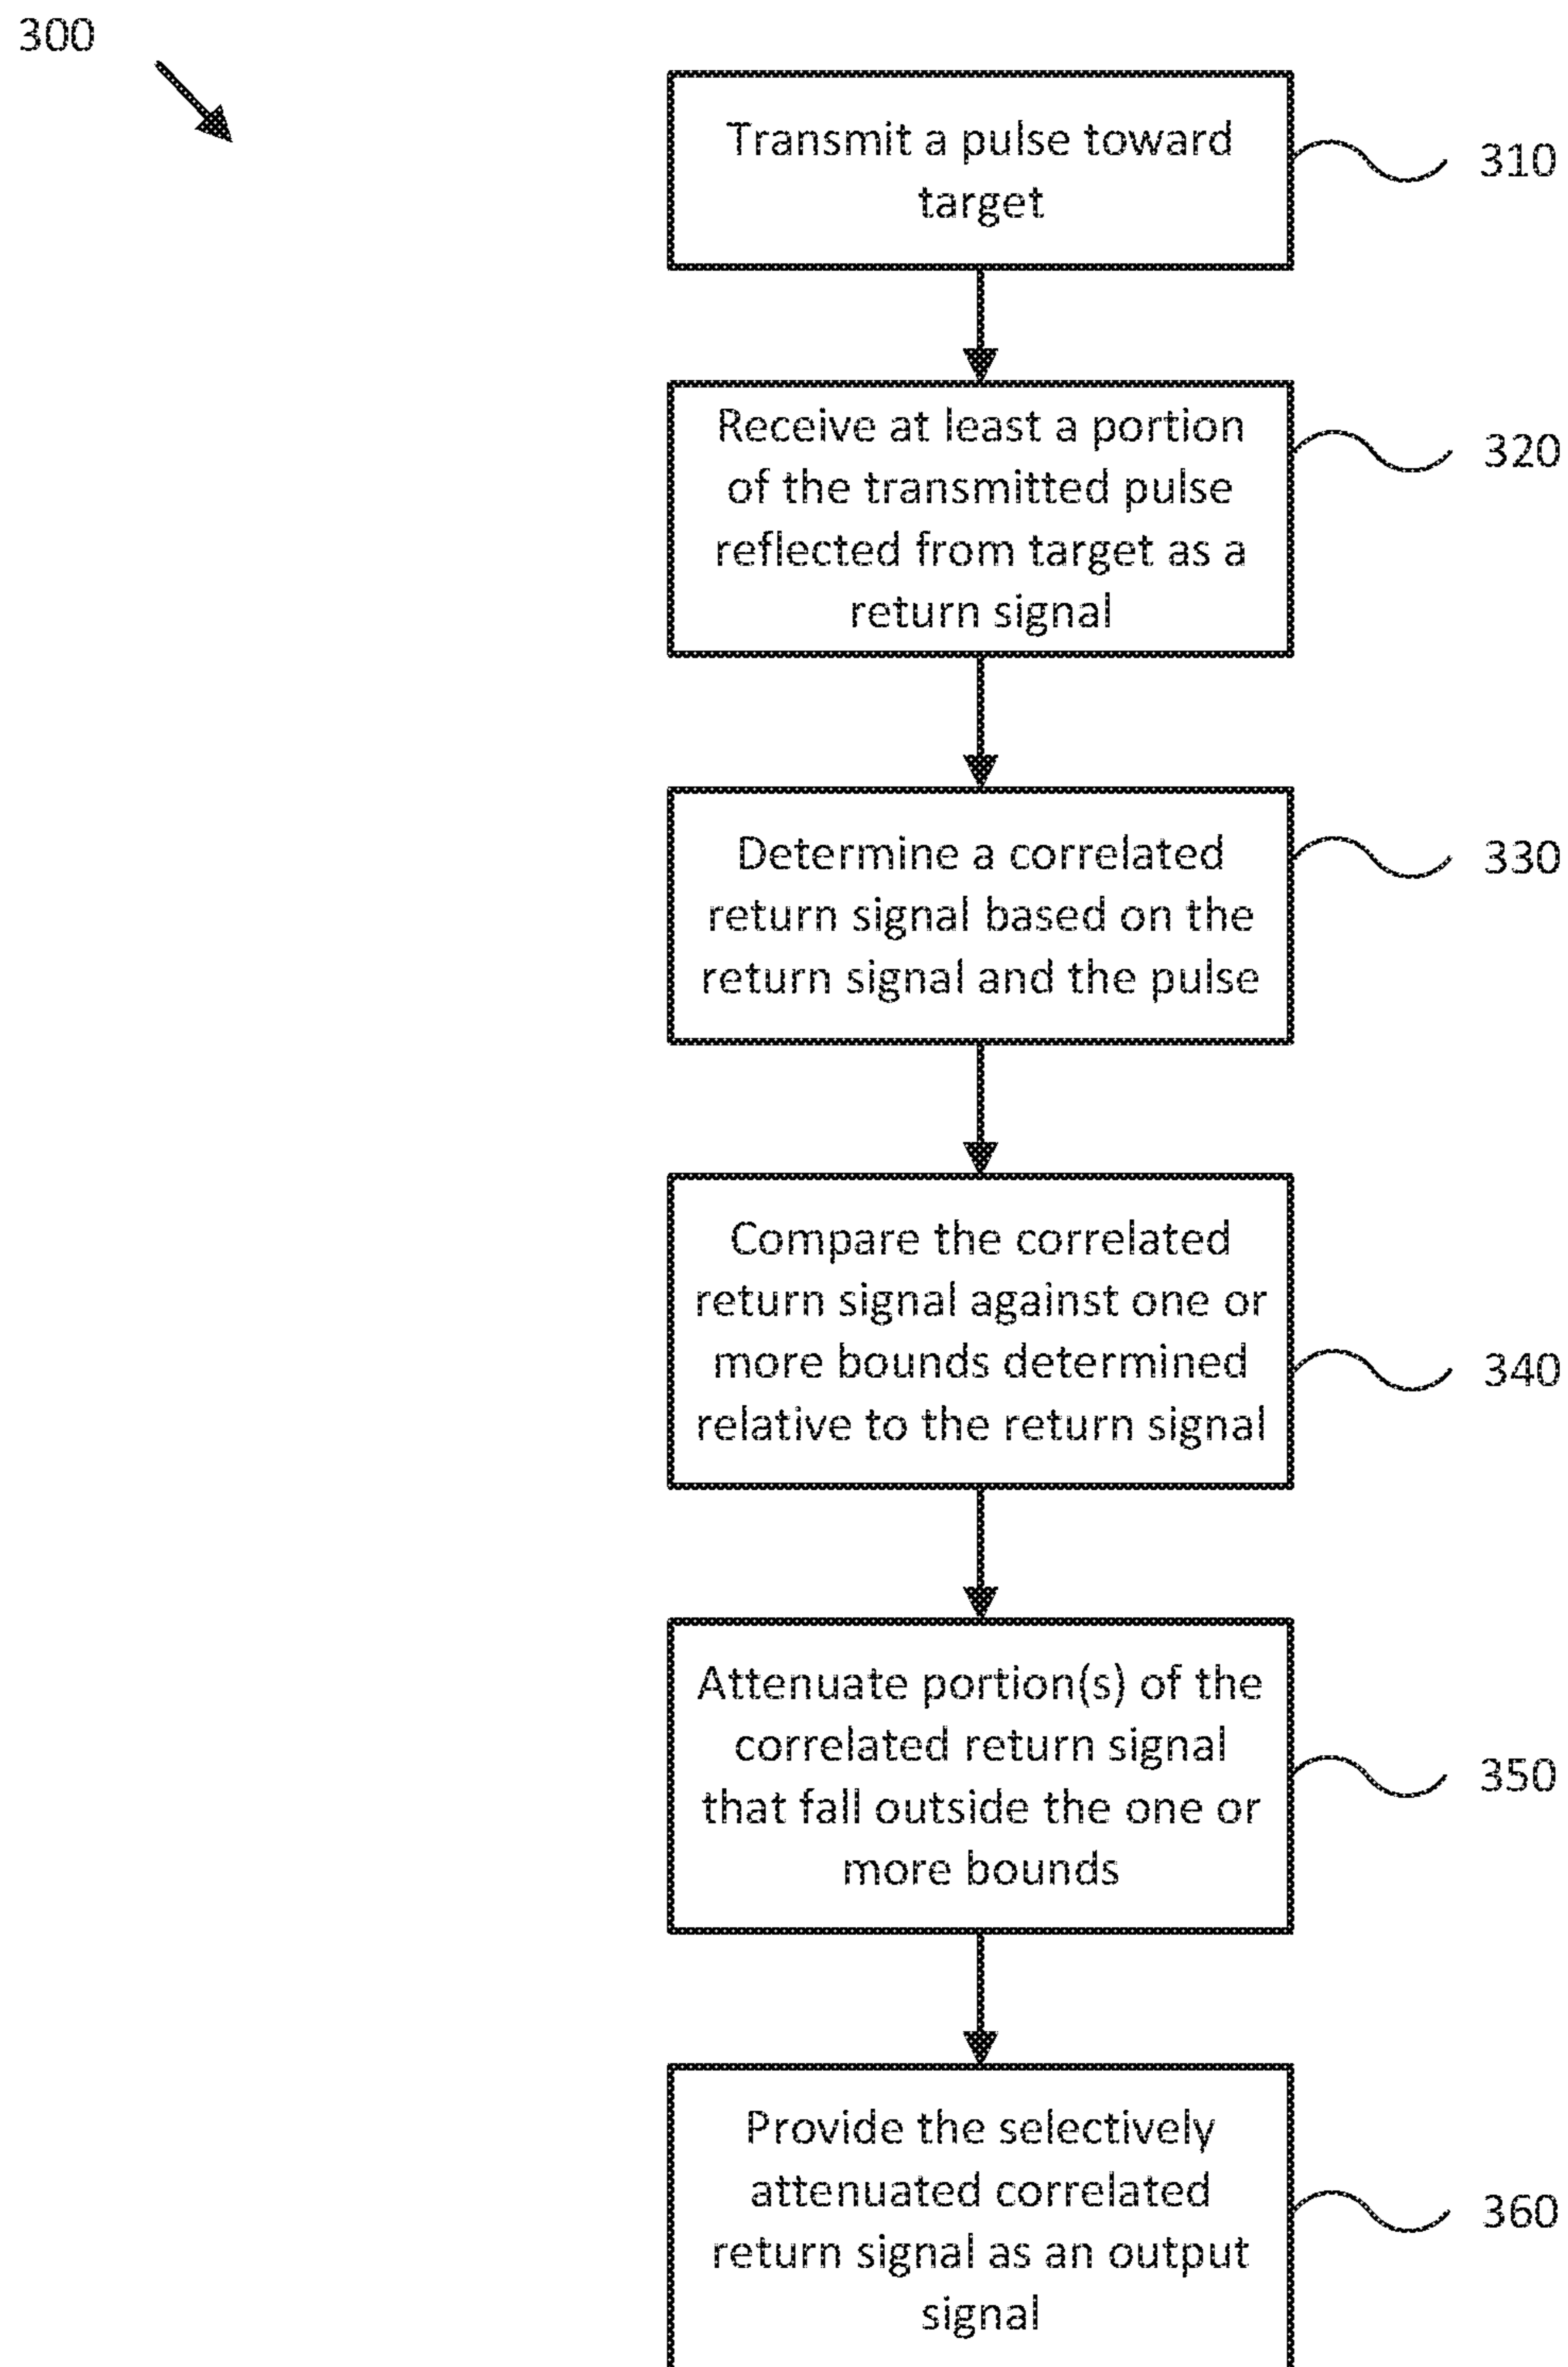 300
Transmit a pulse toward
target
310
Receive at least a portion
of the transmitted pulse
reflected from target as a
return signal
320
Determine a correlated
return signal based on the
return signal and the pulse
330
Compare the correlated
return signal against one or
more bounds determined
relative to the return signal
340
Attenuate portion(s) of the
correlated return signal
that fall outside the one or
more bounds
350
Provide the selectively
attenuated correlated
return signal as an output
signal
360